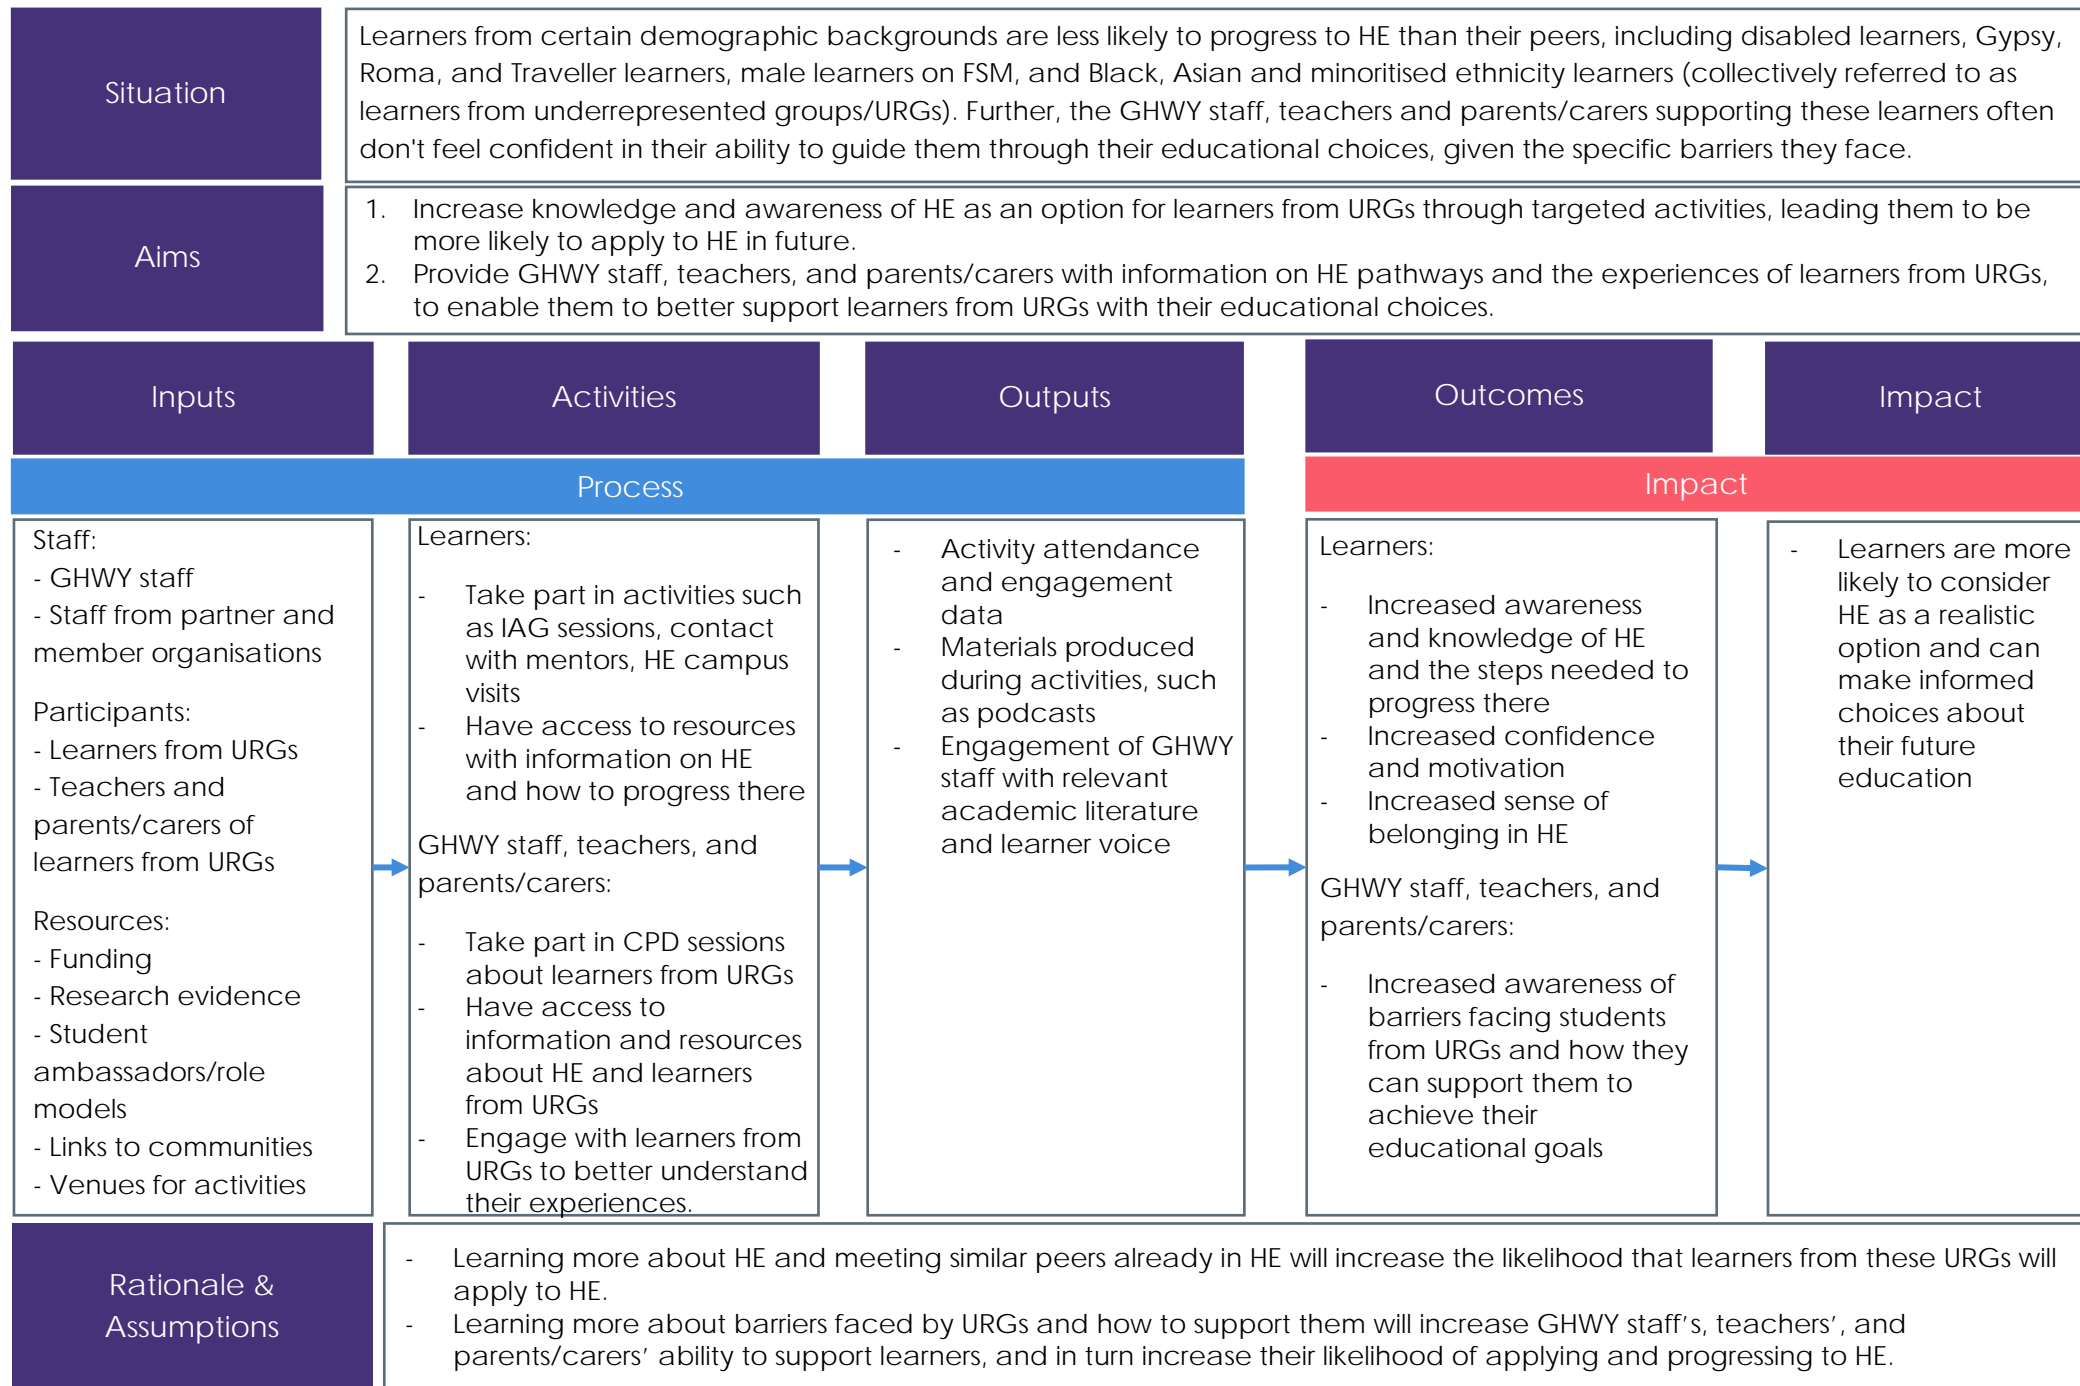 Situation
Learners from certain demographic backgrounds are less likely to progress to HE than their peers, including disabled learners, Gypsy,
Roma, and Traveller learners, male learners on FSM, and Black, Asian and minoritised ethnicity learners (collectively referred to as
learners from underrepresented groups/URGs). Further, the GHWY staff, teachers and parents/carers supporting these learners often
don't feel confident in their ability to guide them through their educational choices, given the specific barriers they face.
Aims
1. Increase knowledge and awareness of HE as an option for learners from URGs through targeted activities, leading them to be
more likely to apply to HE in future.
2. Provide GHWY staff, teachers, and parents/carers with information on HE pathways and the experiences of learners from URGs,
to enable them to better support learners from URGs with their educational choices.
Inputs
Activities
Outputs
Outcomes
Impact
Process
Impact
Staff:
- GHWY staff
- Staff from partner and
member organisations
Participants:
- Learners from URGs
- Teachers and
parents/carers of
learners from URGs
Resources:
- Funding
- Research evidence
- Student
ambassadors/role
models
- Links to communities
- Venues for activities
Learners:
- Take part in activities such
as IAG sessions, contact
with mentors, HE campus
visits
- Have access to resources
with information on HE
and how to progress there
GHWY staff, teachers, and
parents/carers:
- Take part in CPD sessions
about learners from URGs
- Have access to
information and resources
about HE and learners
from URGs
- Engage with learners from
URGs to better understand
their experiences.
- Activity attendance
and engagement
data
- Materials produced
during activities, such
as podcasts
- Engagement of GHWY
staff with relevant
academic literature
and learner voice
Learners:
- Increased awareness
and knowledge of HE
and the steps needed to
progress there
- Increased confidence
and motivation
- Increased sense of
belonging in HE
GHWY staff, teachers, and
parents/carers:
- Increased awareness of
barriers facing students
from URGs and how they
can support them to
achieve their
educational goals
- Learners are more
likely to consider
HE as a realistic
option and can
make informed
choices about
their future
education
Rationale &
Assumptions
- Learning more about HE and meeting similar peers already in HE will increase the likelihood that learners from these URGs will
apply to HE.
- Learning more about barriers faced by URGs and how to support them will increase GHWY staff’s, teachers’, and
parents/carers’ ability to support learners, and in turn increase their likelihood of applying and progressing to HE.